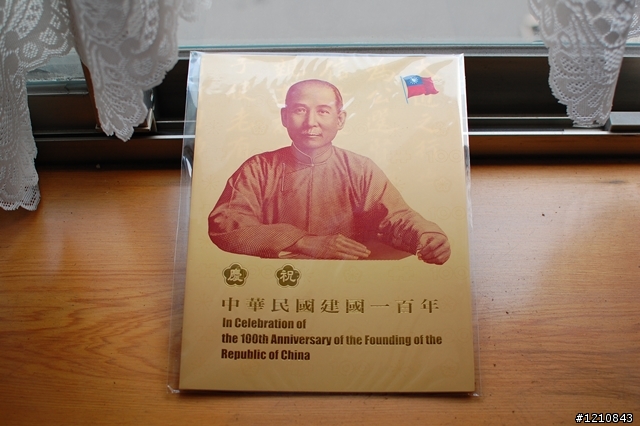 慶 祝
中華民國建國一百年
In Celebration of
the 100th Anniversary of the Founding of the
Republic of China
#1210843